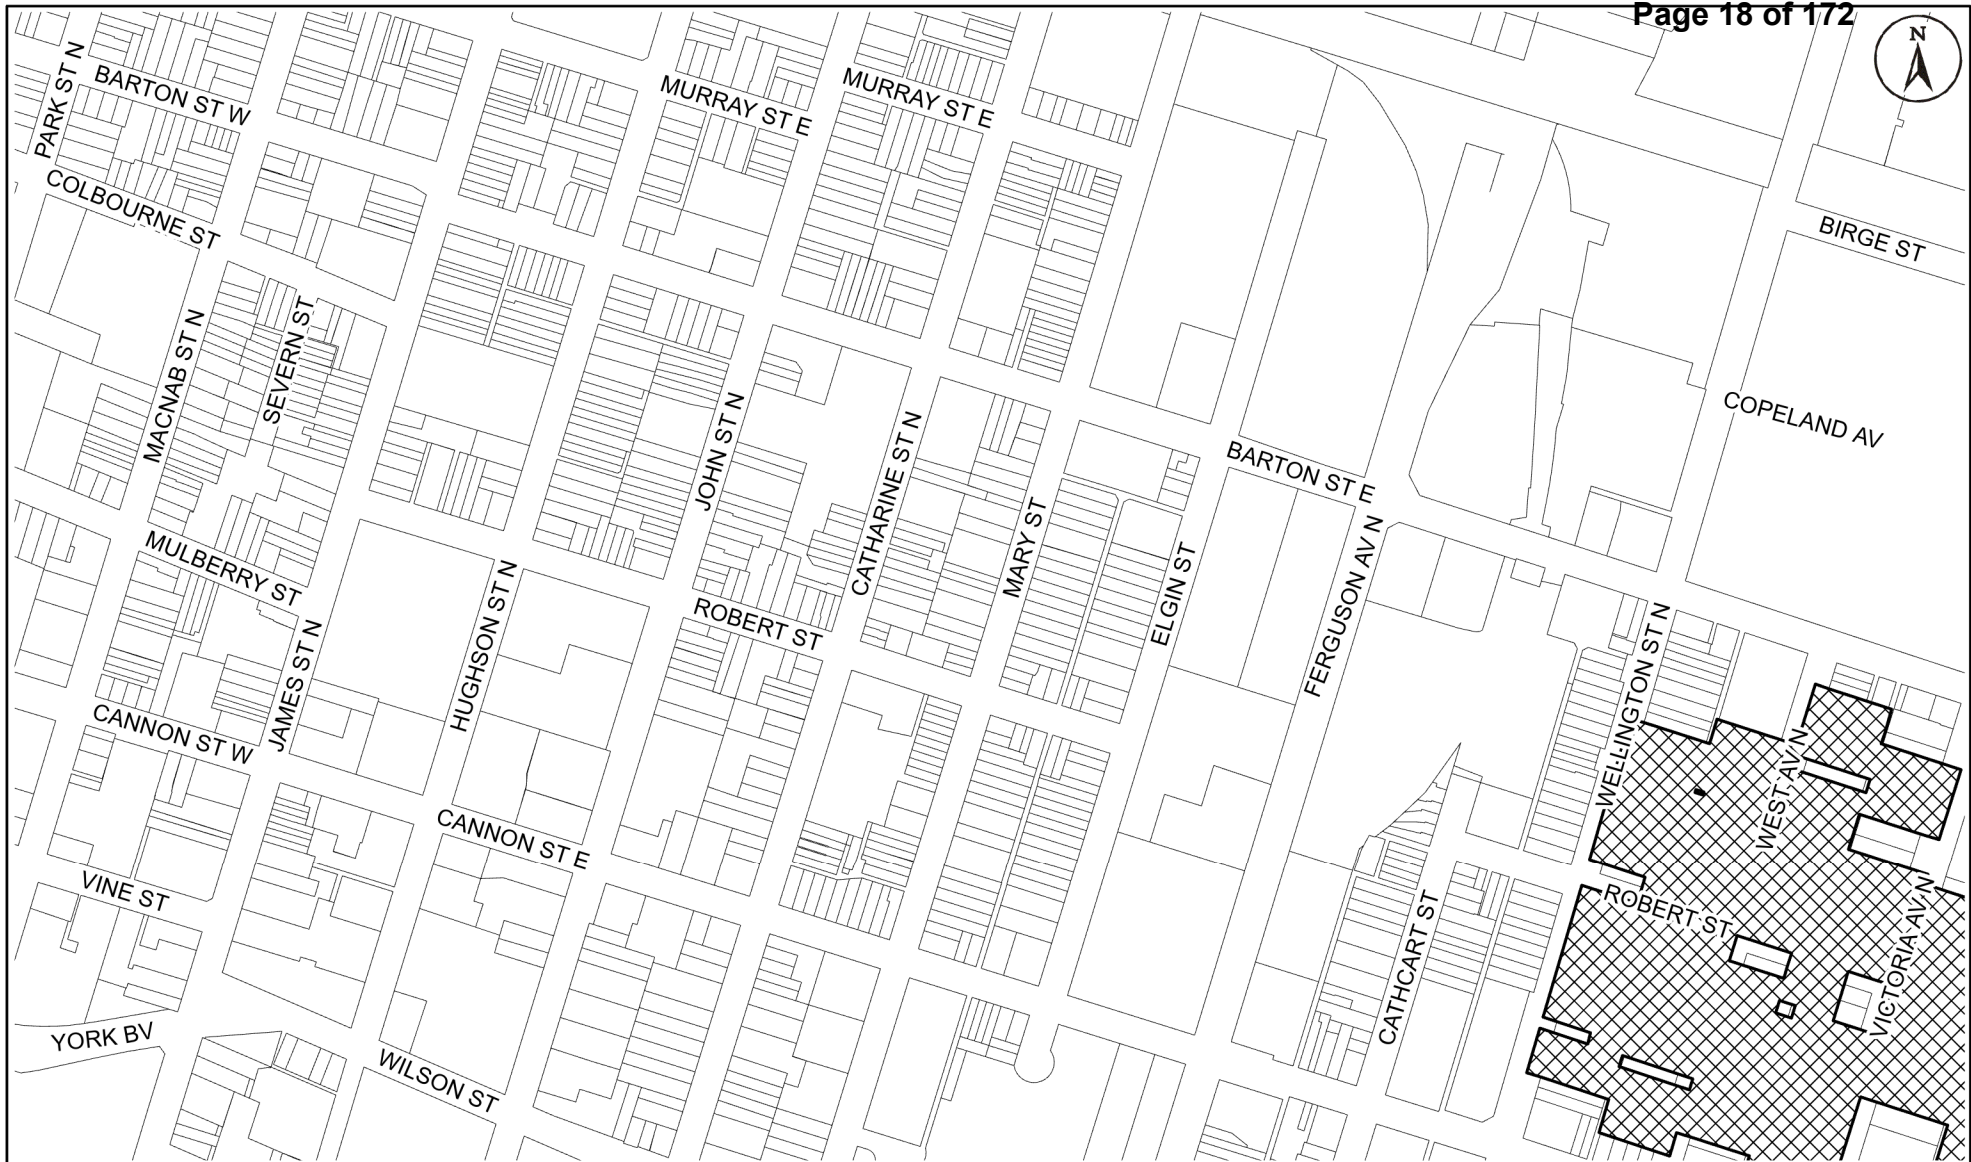 Page 18 of 172
N
PARK ST N
BARTON ST W
MURRAY ST E
MURRAY ST E
COLBOURNE ST
BIRGE ST
MACNAB ST N
SEVERN ST
JOHN ST N
CATHARINE ST N
COPELAND AV
BARTON ST E
MULBERRY ST
HUGHSON ST N
MARY ST
ELGIN ST
FERGUSON AV N
ROBERT ST
JAMES ST N
WELLINGTON ST N
CANNON ST W
WEST AV N
CANNON ST E
VINE ST
ROBERT ST
CATHCART ST
VICTORIA AV N
YORK BV
WILSON ST